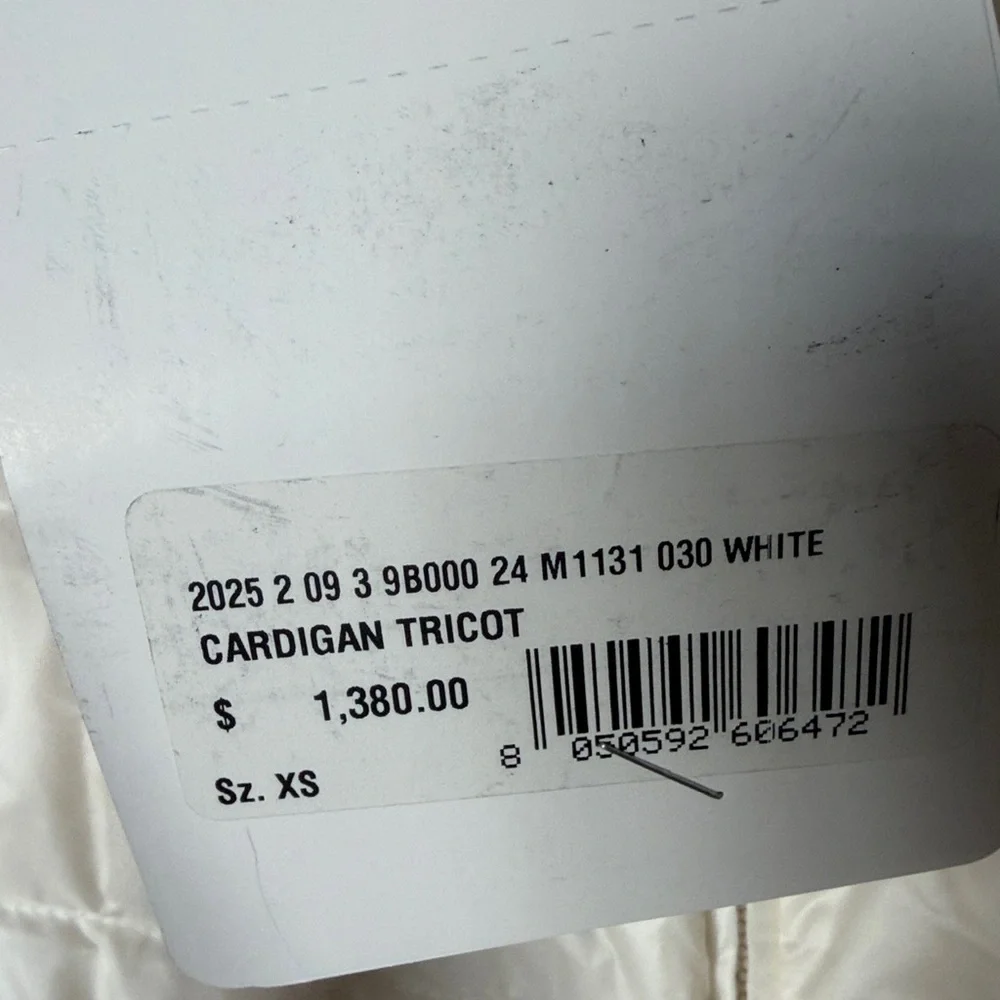 2025 2 09 3 9B000 24 M1131 030 WHITE
CARDIGAN TRICOT
$ 1,380.00
8 050592 606472
Sz. XS